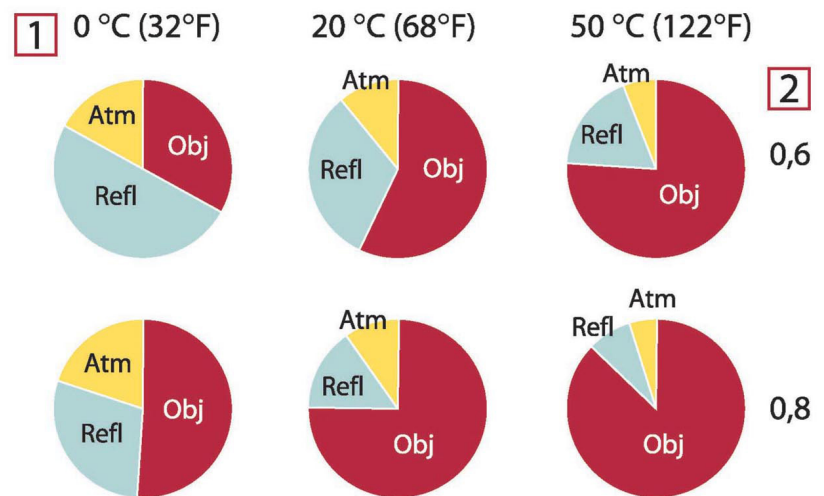 1 0 °C (32°F) 20 °C (68°F) 50 °C (122°F)
2
Atm Obj Refl
Atm Refl Obj
Atm Refl Obj
0,6
Atm Obj Refl
Atm Refl Obj
Atm Refl Obj
0,8